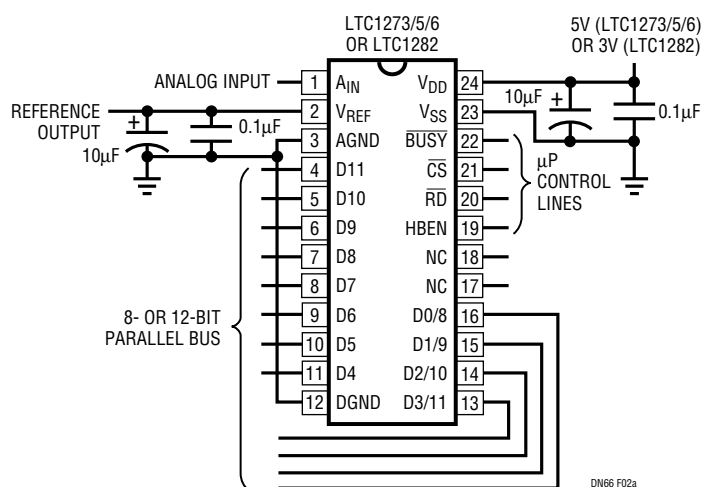 LTC1273/5/6
OR LTC1282
5V (LTC1273/5/6)
OR 3V (LTC1282)
ANALOG INPUT
REFERENCE
OUTPUT
+
10µF
0.1µF
10µF
+
0.1µF
1 AIN
2 VREF
3 AGND
4 D11
5 D10
6 D9
7 D8
8 D7
9 D6
10 D5
11 D4
12 DGND
VDD 24
VSS 23
BUSY 22
CS 21
RD 20
HBEN 19
NC 18
NC 17
D0/8 16
D1/9 15
D2/10 14
D3/11 13
µP
CONTROL
LINES
8- OR 12-BIT
PARALLEL BUS
DN66 F02a